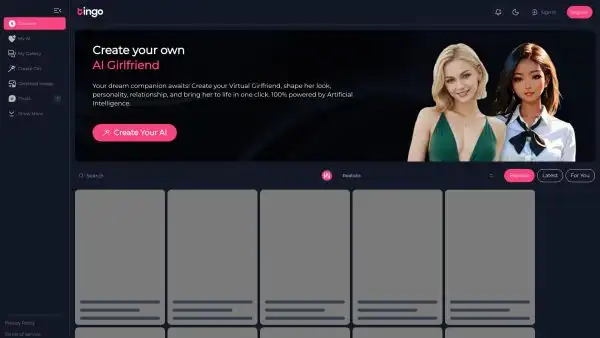 tingo
Sign In
Register
Discover
My AI
My Gallery
Create Girl
Generate Image
Chats
Show More
Create your own
AI Girlfriend
Your dream companion awaits! Create your Virtual Girlfriend, shape her look,
personality, relationship, and bring her to life in one click. 100% powered by Artificial
Intelligence.
Create Your AI
Search
Realistic
Popular
Latest
For You
Privacy Policy
Terms of Service